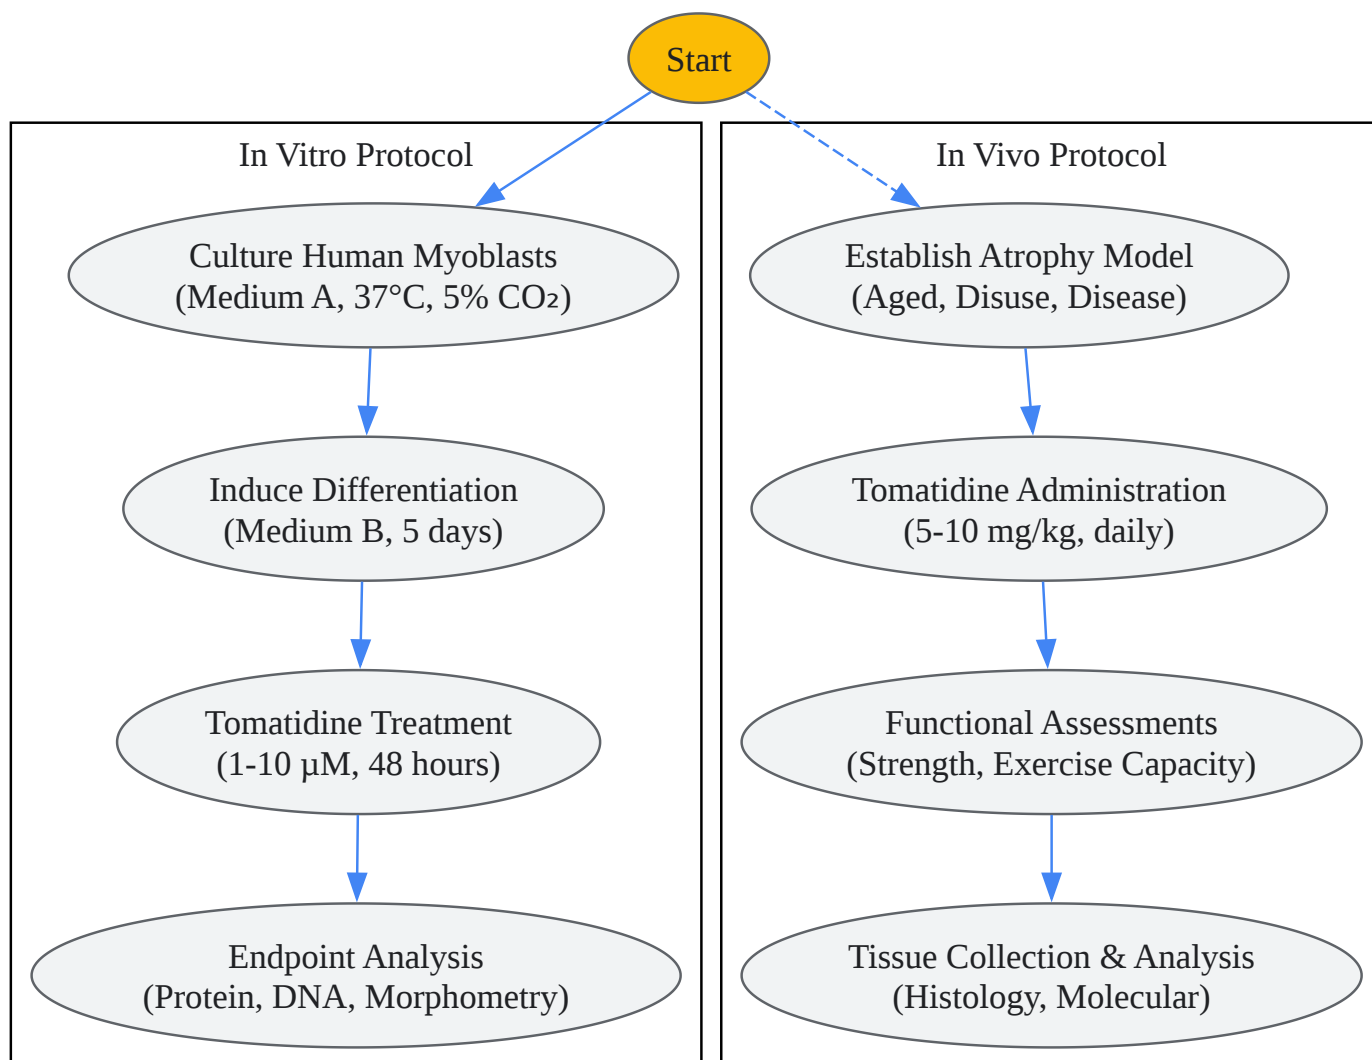 Start
In Vitro Protocol
Culture Human Myoblasts
(Medium A, 37°C, 5% CO₂)
Induce Differentiation
(Medium B, 5 days)
Tomatidine Treatment
(1-10 µM, 48 hours)
Endpoint Analysis
(Protein, DNA, Morphometry)
In Vivo Protocol
Establish Atrophy Model
(Aged, Disuse, Disease)
Tomatidine Administration
(5-10 mg/kg, daily)
Functional Assessments
(Strength, Exercise Capacity)
Tissue Collection & Analysis
(Histology, Molecular)